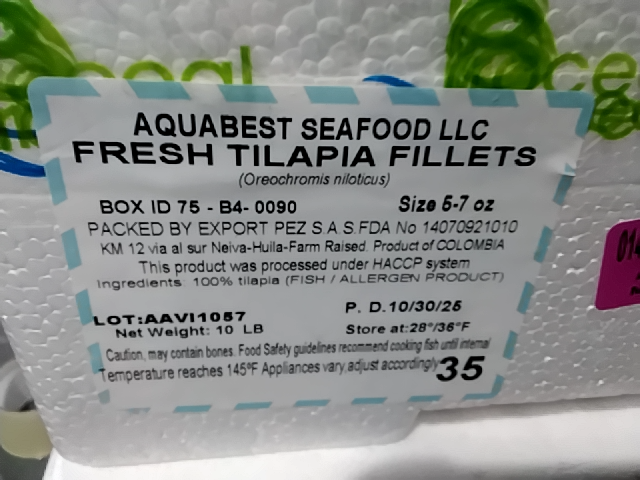 AQUABEST SEAFOOD LLC
FRESH TILAPIA FILLETS
(Oreochromis niloticus)
BOX ID 75 - B4- 0090 Size 5-7 oz
PACKED BY EXPORT PEZ S.A.S.FDA No 14070921010
KM 12 via al sur Neiva-Huila-Farm Raised. Product of COLOMBIA
This product was processed under HACCP system
Ingredients: 100% tilapia (FISH / ALLERGEN PRODUCT)
LOT:AAVI1057 P. D.10/30/25
Net Weight: 10 LB Store at:28°/36°F
Caution, may contain bones. Food Safety guidelines recommend cooking fish until internal
Temperature reaches 145°F Appliances vary,adjust accordingly 35